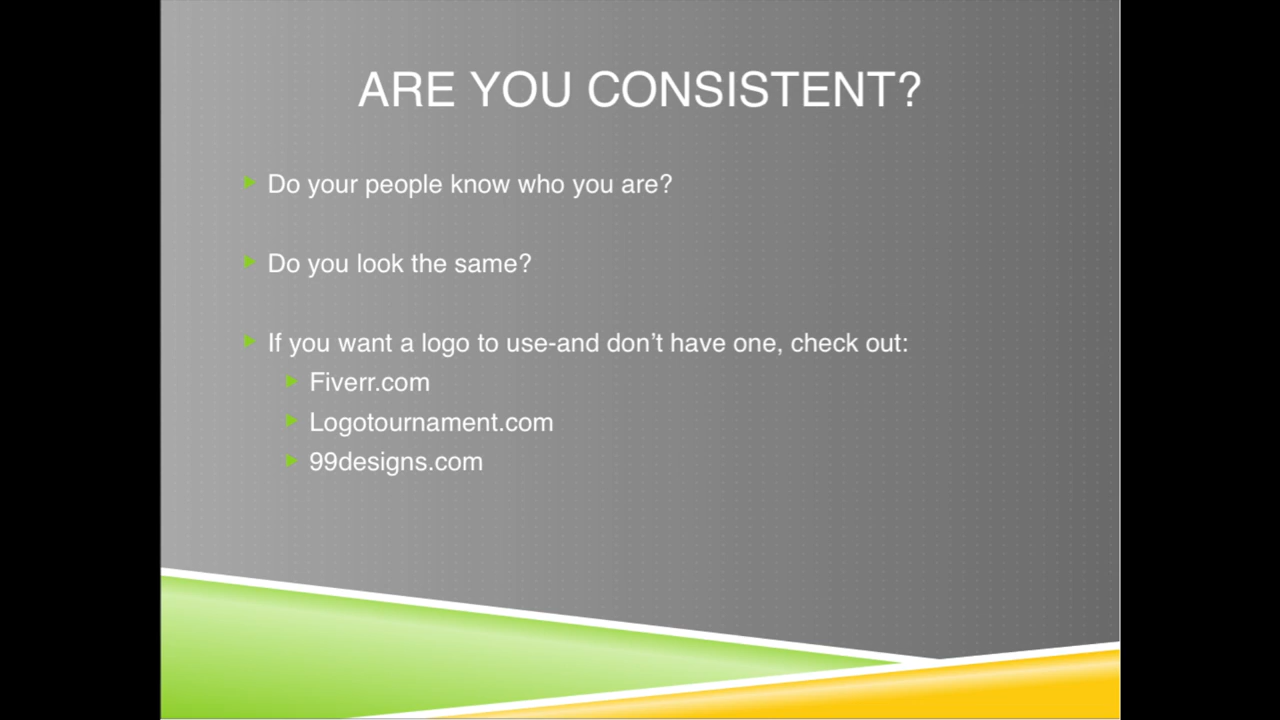 ARE YOU CONSISTENT?
Do your people know who you are?
Do you look the same?
If you want a logo to use-and don’t have one, check out:
Fiverr.com
Logotournament.com
99designs.com